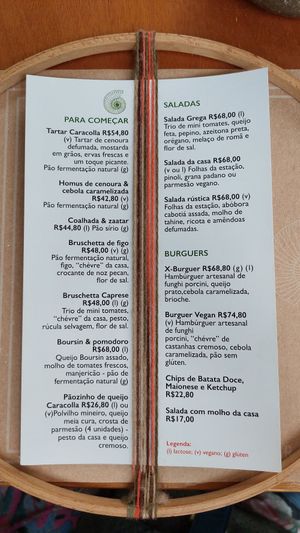 PARA COMEÇAR
Tartar Caracolla R$54,80
(v) Tartar de cenoura
defumada, mostarda
em grãos, ervas frescas e
um toque picante.
Pão fermentação natural (g)
Homus de cenoura &
cebola caramelizada
R$42,80 (v)
Pão fermentação natural (g)
Coalhada & zaatar
R$44,80 (l) Pão sírio (g)
Bruschetta de figo
R$48,00 (v) (g)
Pão fermentação natural,
figo, “chévre” da casa,
crocante de noz pecan,
flor de sal.
Bruschetta Caprese
R$48,00 (l) (g)
Trio de mini tomates,
“chévre” da casa, pesto,
rúcula selvagem, flor de sal.
Boursin & pomodoro
R$68,00 (l)
Queijo Boursin assado,
molho de tomates frescos,
manjericão - pão de
fermentação natural (g)
Pãozinho de queijo
Caracolla R$26,80 (l) ou
(v)Polvilho mineiro, queijo
meia cura, crosta de
parmesão (4 unidades) -
pesto da casa e queijo
cremoso.
SALADAS
Salada Grega R$68,00 (l)
Trio de mini tomates, queijo
feta, pepino, azeitona preta,
orégano, melaço de romã e
flor de sal.
Salada da casa R$68,00
(v ou l) Folhas da estação,
pinoli, grana padano ou
parmesão vegano.
Salada rústica R$68,00 (v)
Folhas da estação, abóbora
cabotiá assada, molho de
tahine, ricota e amêndoas
defumadas.
BURGUERS
X-Burguer R$68,80 (g) (l)
Hambúrguer artesanal de
funghi porcini, queijo
prato,cebola caramelizada,
brioche.
Burguer Vegan R$74,80
(v) Hambúrguer artesanal
de funghi
porcini, “chévre” de
castanhas cremoso, cebola
caramelizada, pão sem
glúten.
Chips de Batata Doce,
Maionese e Ketchup
R$22,80
Salada com molho da casa
R$17,00
Legenda:
(l) lactose; (v) vegano; (g) glúten